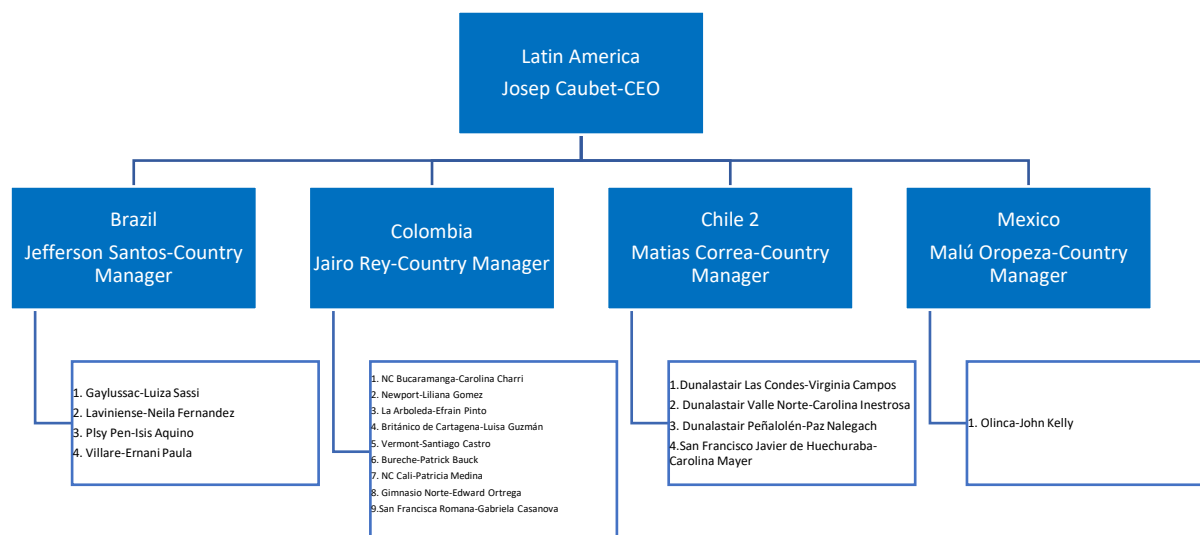 Latin America
Josep Caubet-CEO
Brazil
Jefferson Santos-Country
Manager
Colombia
Jairo Rey-Country Manager
Chile 2
Matias Correa-Country
Manager
Mexico
Malú Oropeza-Country
Manager
1. Gaylussac-Luiza Sassi
2. Laviniense-Neila Fernandez
3. Plsy Pen-Isis Aquino
4. Villare-Ernani Paula
1. NC Bucaramanga-Carolina Charri
2. Newport-Liliana Gomez
3. La Arboleda-Efrain Pinto
4. Británico de Cartagena-Luisa Guzmán
5. Vermont-Santiago Castro
6. Bureche-Patrick Bauck
7. NC Cali-Patricia Medina
8. Gimnasio Norte-Edward Ortrega
9.San Francisca Romana-Gabriela Casanova
1.Dunalastair Las Condes-Virginia Campos
2. Dunalastair Valle Norte-Carolina Inestrosa
3. Dunalastair Peñalolén-Paz Nalegach
4.San Francisco Javier de Huechuraba-
Carolina Mayer
1. Olinca-John Kelly